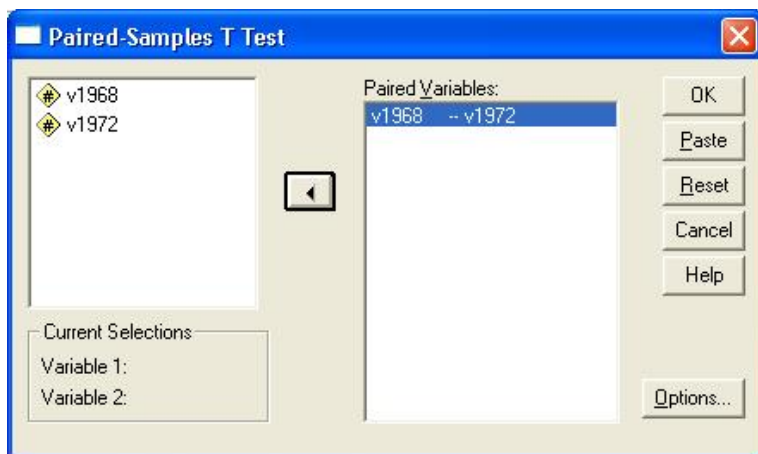 Paired-Samples T Test
v1968
v1972
Current Selections
Variable 1:
Variable 2:
Paired Variables:
v1968 -- v1972
OK
Paste
Reset
Cancel
Help
Options...